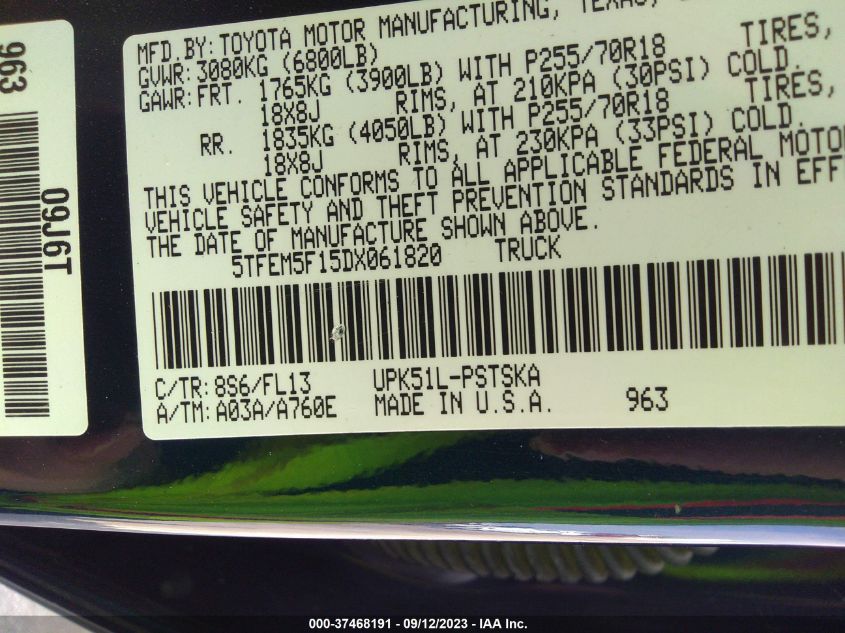 963
09J6T
MFD.BY:TOYOTA MOTOR MANUFACTURING, TEXAS,
GVWR:3080KG (6800LB)
GAWR:FRT. 1765KG (3900LB) WITH P255/70R18 TIRES,
18X8J RIMS, AT 210KPA (30PSI) COLD.
RR. 1835KG (4050LB) WITH P255/70R18 TIRES,
18X8J RIMS, AT 230KPA (33PSI) COLD.
THIS VEHICLE CONFORMS TO ALL APPLICABLE FEDERAL MOTO
VEHICLE SAFETY AND THEFT PREVENTION STANDARDS IN EFF
THE DATE OF MANUFACTURE SHOWN ABOVE.
5TFEM5F15DX061820 TRUCK
C/TR:8S6/FL13 UPK51L-PSTSKA
A/TM:A03A/A760E MADE IN U.S.A. 963
000-37468191 - 09/12/2023 - IAA Inc.